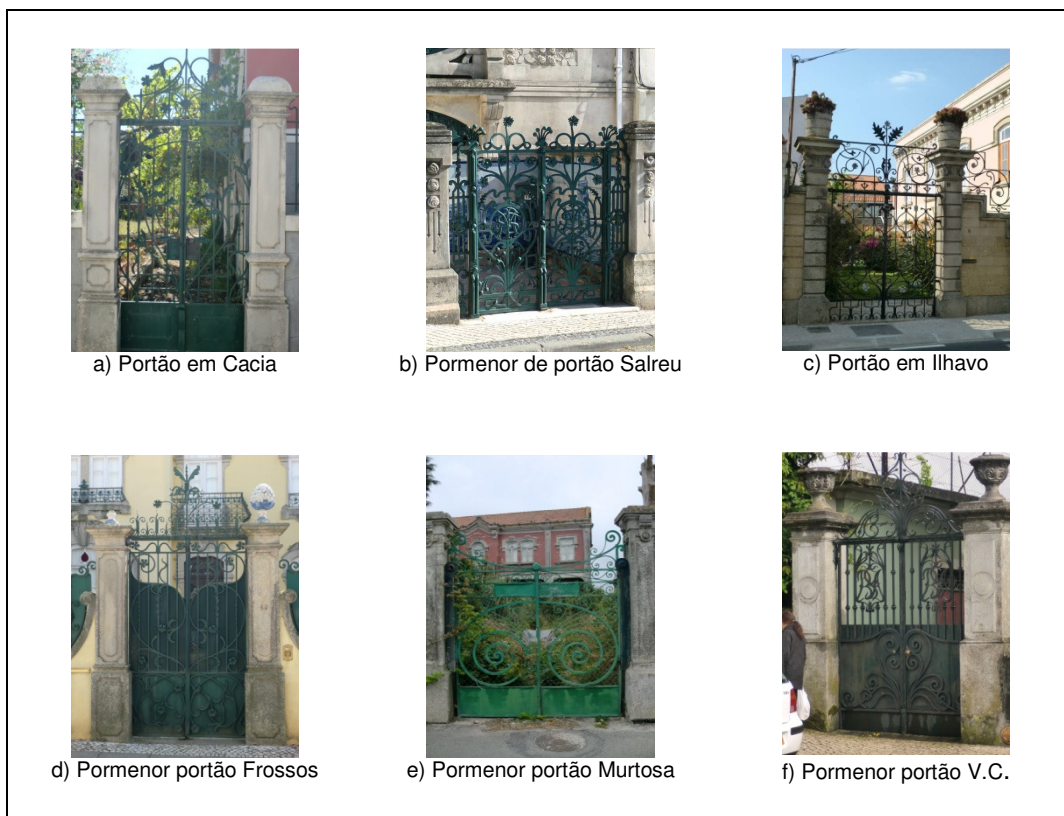 a) Portão em Cacia
b) Pormenor de portão Salreu
c) Portão em Ilhavo
d) Pormenor portão Frossos
e) Pormenor portão Murtosa
f) Pormenor portão V.C.